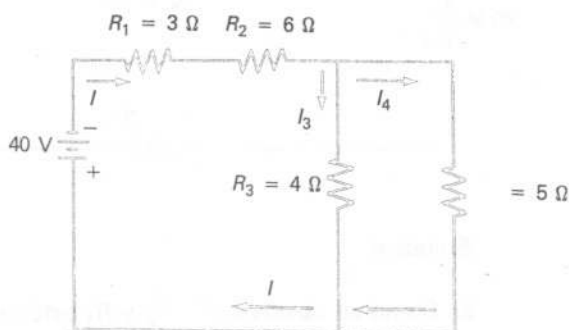 R₁ = 3 Ω R₂ = 6 Ω
I
I₃
I₄
−
40 V
+
R₃ = 4 Ω
= 5 Ω
I